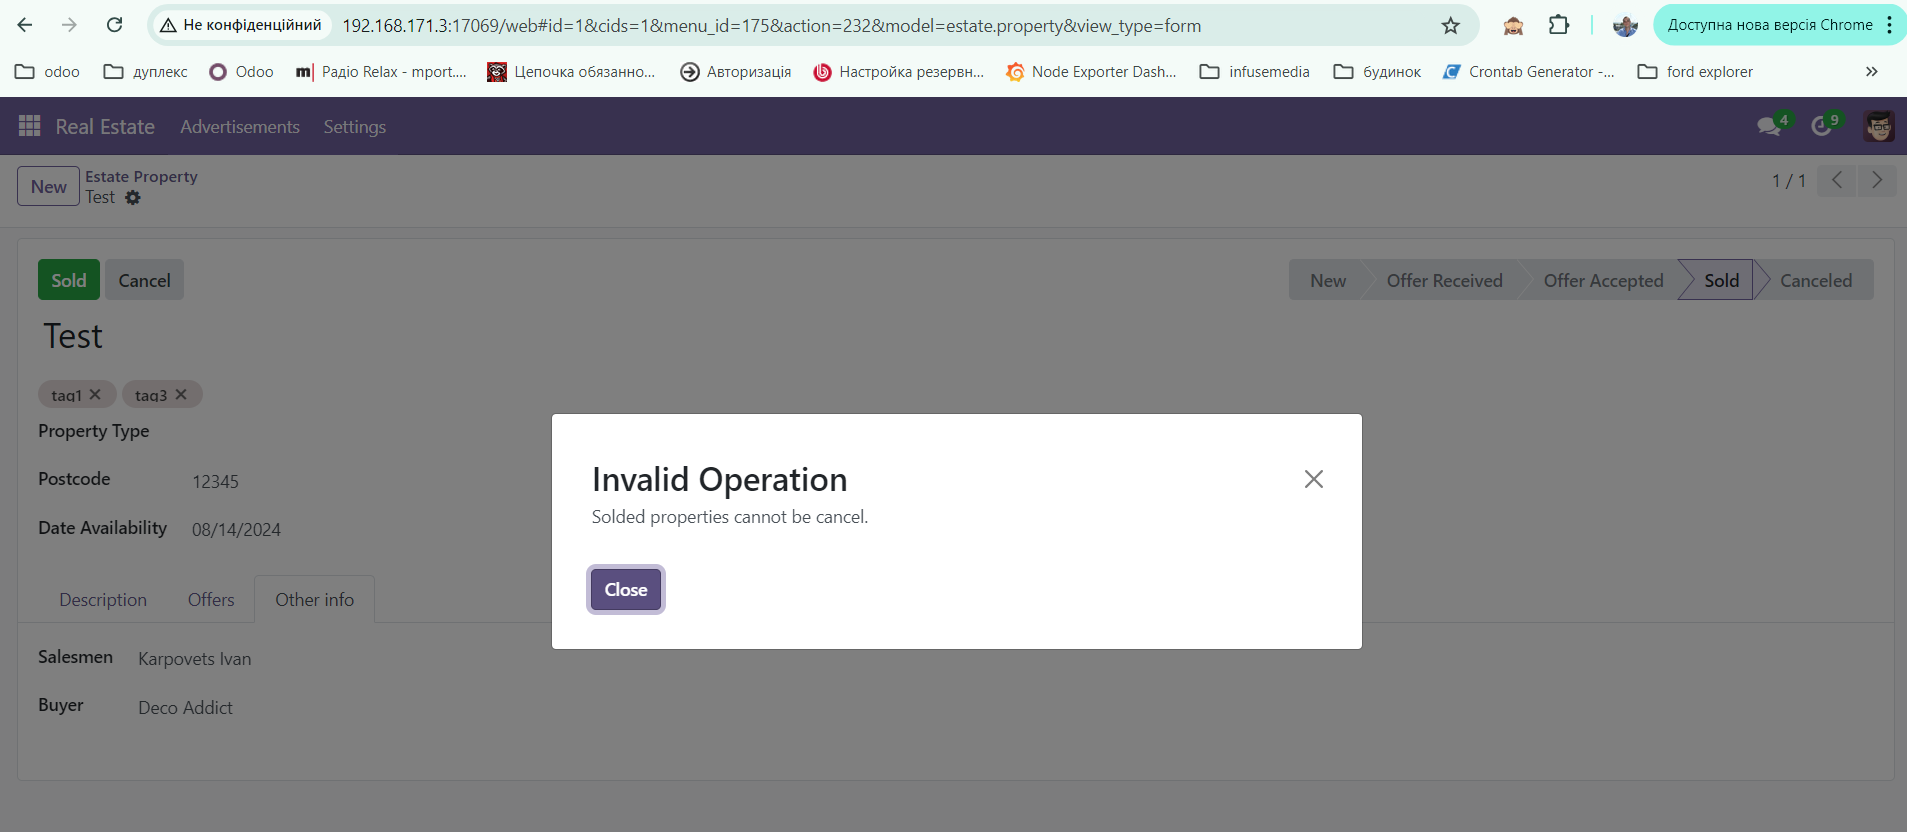 Не конфіденційний
192.168.171.3:17069/web#id=1&cids=1&menu_id=175&action=232&model=estate.property&view_type=form
Доступна нова версія Chrome
odoo
дуплекс
Odoo
m| Радіо Relax - mport....
Цепочка обязанно...
Авторизація
Настройка резервн...
Node Exporter Dash...
infusemedia
будинок
Crontab Generator -...
ford explorer
Real Estate
Advertisements
Settings
4
9
New
Estate Property
Test
1 / 1
Sold
Cancel
New
Offer Received
Offer Accepted
Sold
Canceled
Test
tag1
tag3
Property Type
Postcode
12345
Date Availability
08/14/2024
Invalid Operation
Solded properties cannot be cancel.
Close
Description
Offers
Other info
Salesmen
Karpovets Ivan
Buyer
Deco Addict